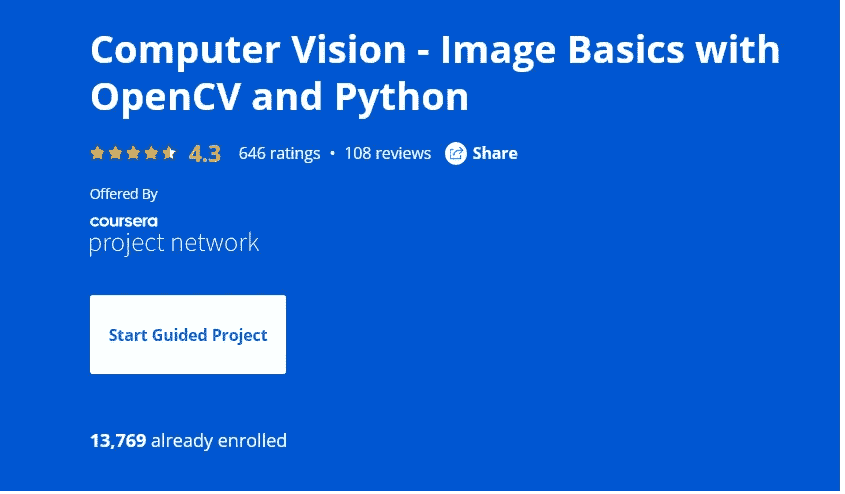 Computer Vision - Image Basics with
OpenCV and Python
4.3 646 ratings • 108 reviews Share
Offered By
coursera
project network
Start Guided Project
13,769 already enrolled